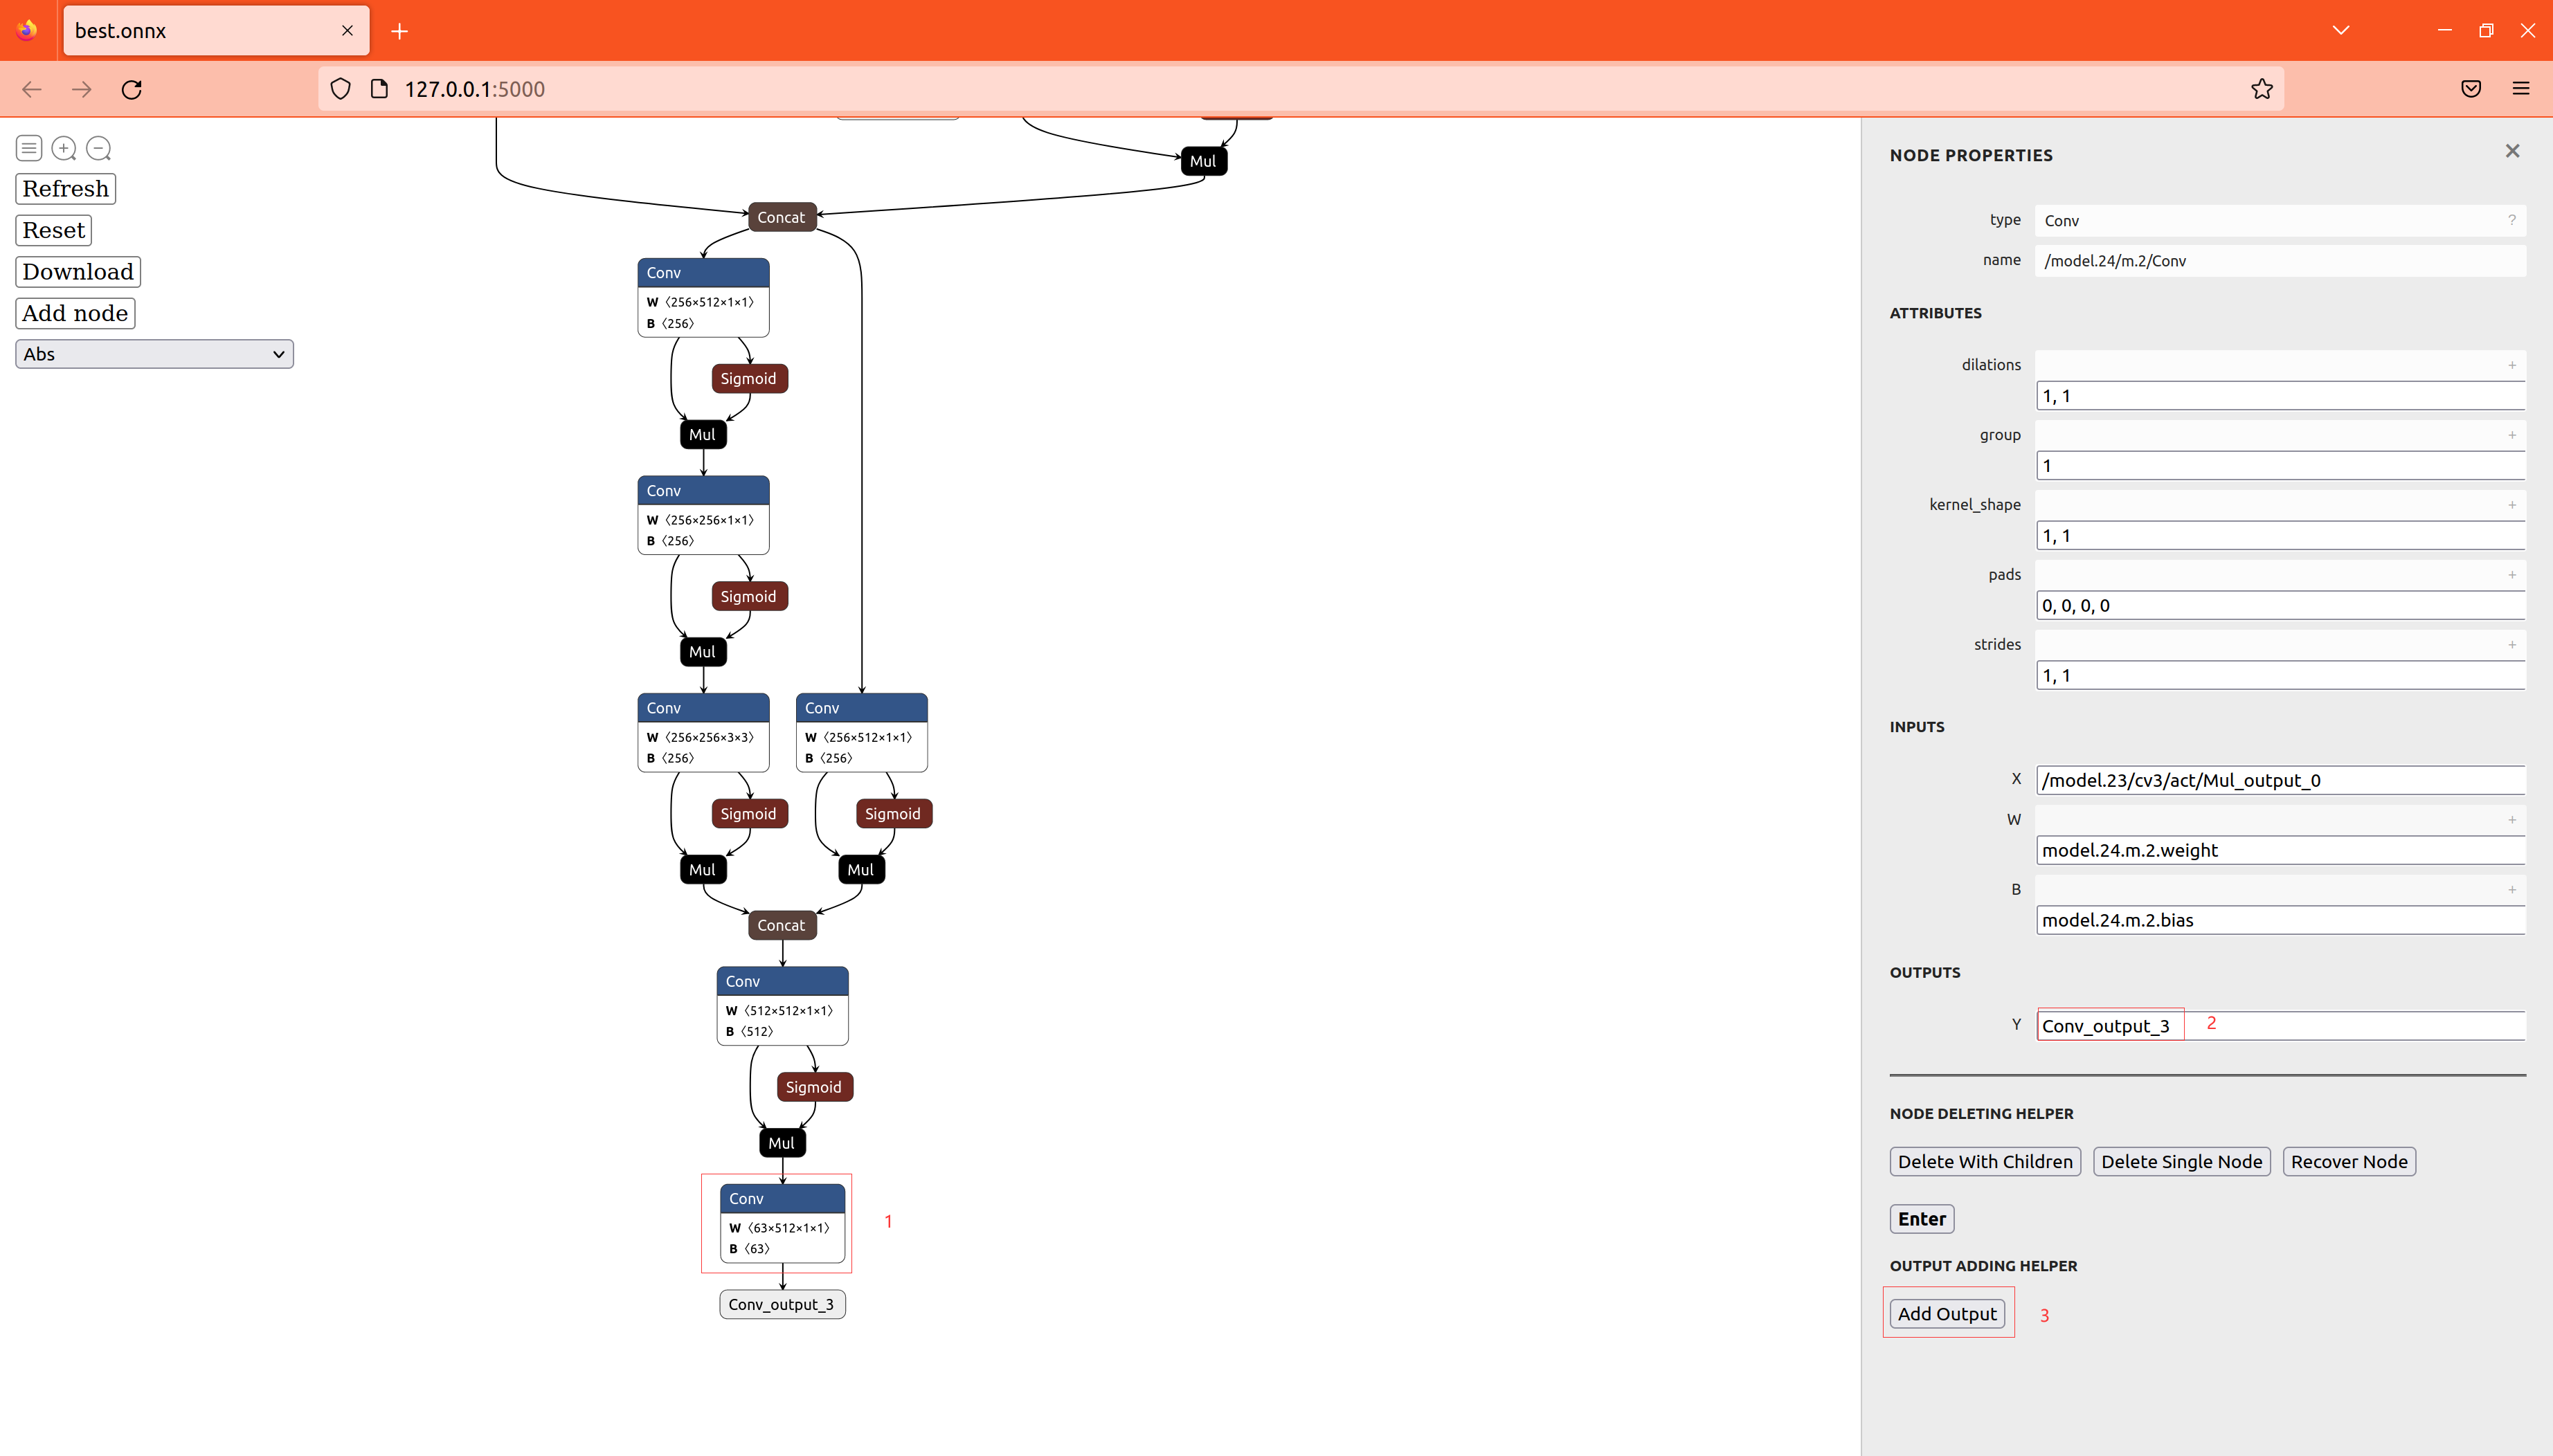 best.onnx
127.0.0.1:5000
Refresh
Reset
Download
Add node
Abs
Mul
Concat
Conv
W 〈256×512×1×1〉
B 〈256〉
Sigmoid
Mul
Conv
W 〈256×256×1×1〉
B 〈256〉
Sigmoid
Mul
Conv
W 〈256×256×3×3〉
B 〈256〉
Conv
W 〈256×512×1×1〉
B 〈256〉
Sigmoid
Sigmoid
Mul
Mul
Concat
Conv
W 〈512×512×1×1〉
B 〈512〉
Sigmoid
Mul
Conv
W 〈63×512×1×1〉
B 〈63〉
1
Conv_output_3
NODE PROPERTIES
type Conv ?
name /model.24/m.2/Conv
ATTRIBUTES
dilations +
1, 1
group +
1
kernel_shape +
1, 1
pads +
0, 0, 0, 0
strides +
1, 1
INPUTS
X /model.23/cv3/act/Mul_output_0
W +
model.24.m.2.weight
B +
model.24.m.2.bias
OUTPUTS
Y Conv_output_3 2
NODE DELETING HELPER
Delete With Children Delete Single Node Recover Node
Enter
OUTPUT ADDING HELPER
Add Output 3